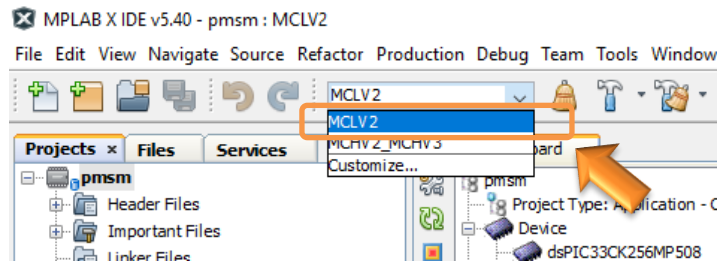 MPLAB X IDE v5.40 - pmsm : MCLV2
File Edit View Navigate Source Refactor Production Debug Team Tools Window
MCLV2
MCLV2
MCHV2_MCHV3
Customize...
Projects × Files Services
pmsm
Header Files
Important Files
Linker Files
pmsm
Project Type: Application -
Device
dsPIC33CK256MP508